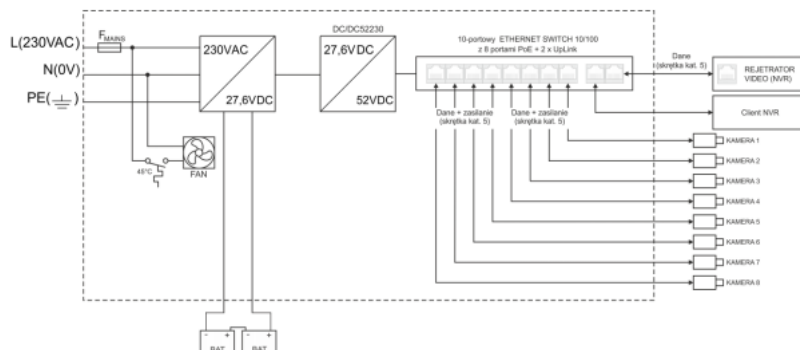 L(230VAC)
F MAINS
N(0V)
PE( )
230VAC
27,6VDC
DC/DC52230
27,6VDC
52VDC
10-portowy ETHERNET SWITCH 10/100
z 8 portami PoE + 2 x UpLink
Dane
(skrętka kat. 5)
REJETRATOR
VIDEO (NVR)
Client NVR
Dane + zasilanie
(skrętka kat. 5)
Dane + zasilanie
(skrętka kat. 5)
45°C
FAN
KAMERA 1
KAMERA 2
KAMERA 3
KAMERA 4
KAMERA 5
KAMERA 6
KAMERA 7
KAMERA 8
- +
- +
BAT
BAT